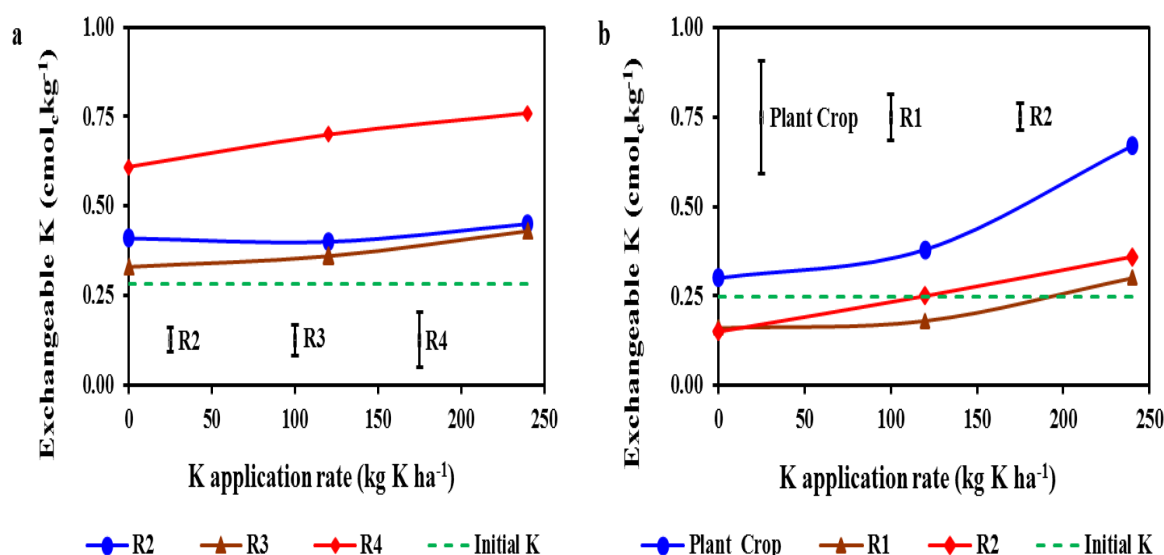 a
Exchangeable K (cmolckg-1)
1.00
0.75
0.50
0.25
0.00
R2 R3 R4
0 50 100 150 200 250
K application rate (kg K ha-1)
R2 R3 R4 Initial K
b
Exchangeable K (cmolckg-1)
1.00
0.75
0.50
0.25
0.00
Plant Crop R1 R2
0 50 100 150 200 250
K application rate (kg K ha-1)
Plant Crop R1 R2 Initial K